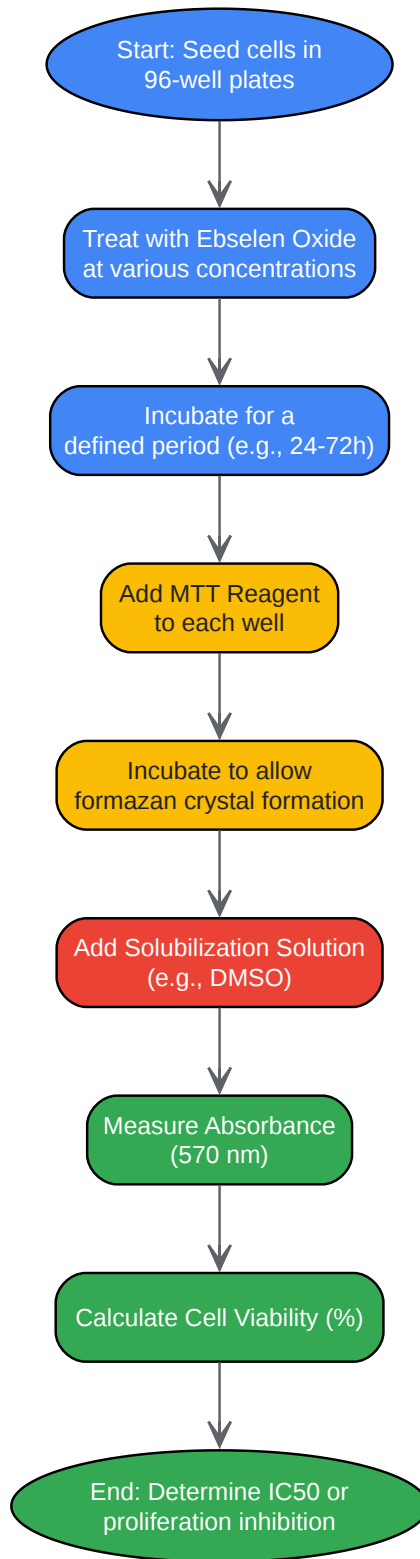 Start: Seed cells in
96-well plates
Treat with Ebselen Oxide
at various concentrations
Incubate for a
defined period (e.g., 24-72h)
Add MTT Reagent
to each well
Incubate to allow
formazan crystal formation
Add Solubilization Solution
(e.g., DMSO)
Measure Absorbance
(570 nm)
Calculate Cell Viability (%)
End: Determine IC50 or
proliferation inhibition